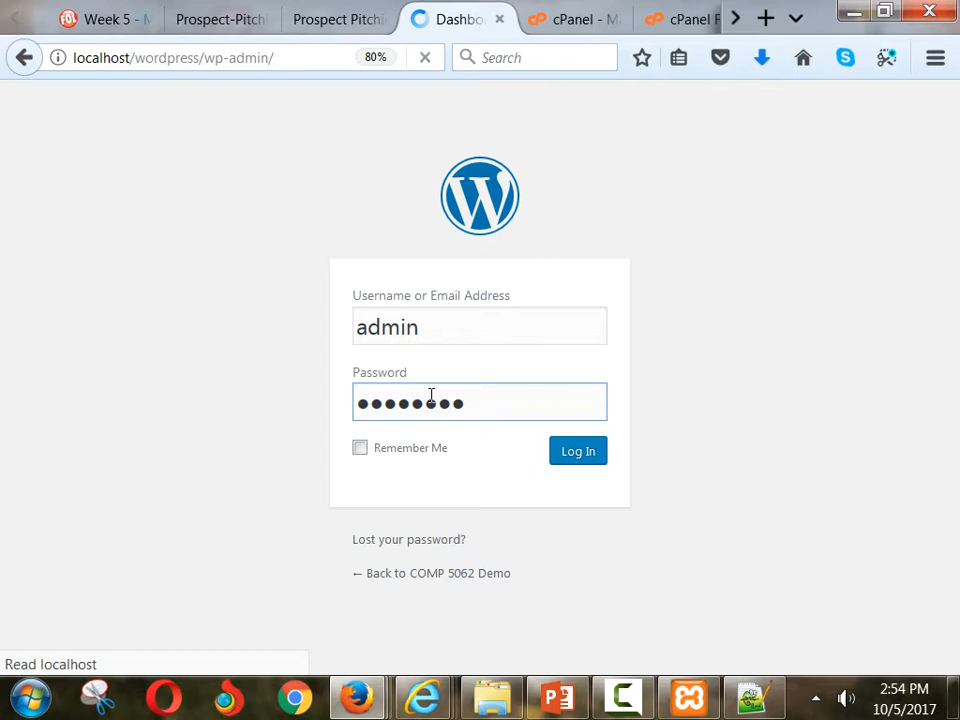 Week 5 - M
Prospect-Pitchi
Prospect Pitchi
Dashbo
cPanel - M
cPanel F
localhost/wordpress/wp-admin/
80%
Search
Username or Email Address
admin
Password
Remember Me
Log In
Lost your password?
← Back to COMP 5062 Demo
Read localhost
2:54 PM
10/5/2017